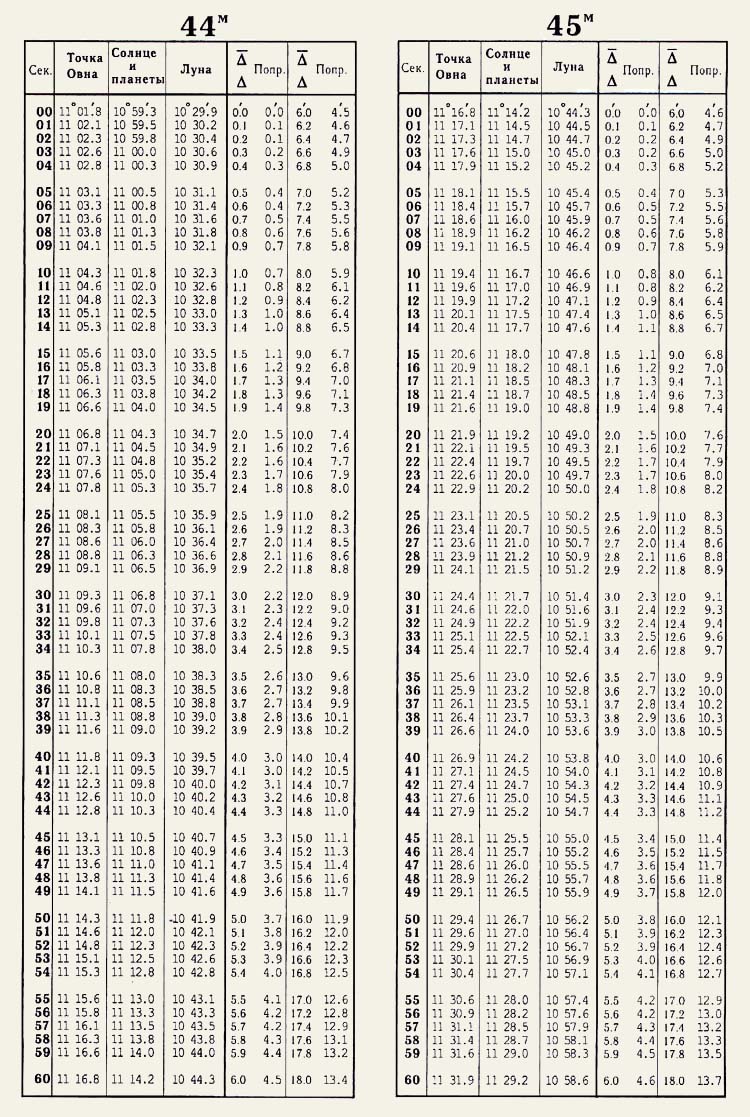 44ᴹ
Сек. Точка Овна Солнце и планеты Луна Δ̅ Δ Попр. Δ̅ Δ Попр.
00 11°01.′8 10°59.′3 10°29.′9 0.′0 0.′0 6.′0 4.′5
01 11 02.1 10 59.5 10 30.2 0.1 0.1 6.2 4.6
02 11 02.3 10 59.8 10 30.4 0.2 0.1 6.4 4.7
03 11 02.6 11 00.0 10 30.6 0.3 0.2 6.6 4.9
04 11 02.8 11 00.3 10 30.9 0.4 0.3 6.8 5.0
05 11 03.1 11 00.5 10 31.1 0.5 0.4 7.0 5.2
06 11 03.3 11 00.8 10 31.4 0.6 0.4 7.2 5.3
07 11 03.6 11 01.0 10 31.6 0.7 0.5 7.4 5.5
08 11 03.8 11 01.3 10 31.8 0.8 0.6 7.6 5.6
09 11 04.1 11 01.5 10 32.1 0.9 0.7 7.8 5.8
10 11 04.3 11 01.8 10 32.3 1.0 0.7 8.0 5.9
11 11 04.6 11 02.0 10 32.6 1.1 0.8 8.2 6.1
12 11 04.8 11 02.3 10 32.8 1.2 0.9 8.4 6.2
13 11 05.1 11 02.5 10 33.0 1.3 1.0 8.6 6.4
14 11 05.3 11 02.8 10 33.3 1.4 1.0 8.8 6.5
15 11 05.6 11 03.0 10 33.5 1.5 1.1 9.0 6.7
16 11 05.8 11 03.3 10 33.8 1.6 1.2 9.2 6.8
17 11 06.1 11 03.5 10 34.0 1.7 1.3 9.4 7.0
18 11 06.3 11 03.8 10 34.2 1.8 1.3 9.6 7.1
19 11 06.6 11 04.0 10 34.5 1.9 1.4 9.8 7.3
20 11 06.8 11 04.3 10 34.7 2.0 1.5 10.0 7.4
21 11 07.1 11 04.5 10 34.9 2.1 1.6 10.2 7.6
22 11 07.3 11 04.8 10 35.2 2.2 1.6 10.4 7.7
23 11 07.6 11 05.0 10 35.4 2.3 1.7 10.6 7.9
24 11 07.8 11 05.3 10 35.7 2.4 1.8 10.8 8.0
25 11 08.1 11 05.5 10 35.9 2.5 1.9 11.0 8.2
26 11 08.3 11 05.8 10 36.1 2.6 1.9 11.2 8.3
27 11 08.6 11 06.0 10 36.4 2.7 2.0 11.4 8.5
28 11 08.8 11 06.3 10 36.6 2.8 2.1 11.6 8.6
29 11 09.1 11 06.5 10 36.9 2.9 2.2 11.8 8.8
30 11 09.3 11 06.8 10 37.1 3.0 2.2 12.0 8.9
31 11 09.6 11 07.0 10 37.3 3.1 2.3 12.2 9.0
32 11 09.8 11 07.3 10 37.6 3.2 2.4 12.4 9.2
33 11 10.1 11 07.5 10 37.8 3.3 2.4 12.6 9.3
34 11 10.3 11 07.8 10 38.0 3.4 2.5 12.8 9.5
35 11 10.6 11 08.0 10 38.3 3.5 2.6 13.0 9.6
36 11 10.8 11 08.3 10 38.5 3.6 2.7 13.2 9.8
37 11 11.1 11 08.5 10 38.8 3.7 2.7 13.4 9.9
38 11 11.3 11 08.8 10 39.0 3.8 2.8 13.6 10.1
39 11 11.6 11 09.0 10 39.2 3.9 2.9 13.8 10.2
40 11 11.8 11 09.3 10 39.5 4.0 3.0 14.0 10.4
41 11 12.1 11 09.5 10 39.7 4.1 3.0 14.2 10.5
42 11 12.3 11 09.8 10 40.0 4.2 3.1 14.4 10.7
43 11 12.6 11 10.0 10 40.2 4.3 3.2 14.6 10.8
44 11 12.8 11 10.3 10 40.4 4.4 3.3 14.8 11.0
45 11 13.1 11 10.5 10 40.7 4.5 3.3 15.0 11.1
46 11 13.3 11 10.8 10 40.9 4.6 3.4 15.2 11.3
47 11 13.6 11 11.0 10 41.1 4.7 3.5 15.4 11.4
48 11 13.8 11 11.3 10 41.4 4.8 3.6 15.6 11.6
49 11 14.1 11 11.5 10 41.6 4.9 3.6 15.8 11.7
50 11 14.3 11 11.8 10 41.9 5.0 3.7 16.0 11.9
51 11 14.6 11 12.0 10 42.1 5.1 3.8 16.2 12.0
52 11 14.8 11 12.3 10 42.3 5.2 3.9 16.4 12.2
53 11 15.1 11 12.5 10 42.6 5.3 3.9 16.6 12.3
54 11 15.3 11 12.8 10 42.8 5.4 4.0 16.8 12.5
55 11 15.6 11 13.0 10 43.1 5.5 4.1 17.0 12.6
56 11 15.8 11 13.3 10 43.3 5.6 4.2 17.2 12.8
57 11 16.1 11 13.5 10 43.5 5.7 4.2 17.4 12.9
58 11 16.3 11 13.8 10 43.8 5.8 4.3 17.6 13.1
59 11 16.6 11 14.0 10 44.0 5.9 4.4 17.8 13.2
60 11 16.8 11 14.2 10 44.3 6.0 4.5 18.0 13.4
45ᴹ
Сек. Точка Овна Солнце и планеты Луна Δ̅ Δ Попр. Δ̅ Δ Попр.
00 11°16.′8 11°14.′2 10°44.′3 0.′0 0.′0 6.′0 4.′6
01 11 17.1 11 14.5 10 44.5 0.1 0.1 6.2 4.7
02 11 17.3 11 14.7 10 44.7 0.2 0.2 6.4 4.9
03 11 17.6 11 15.0 10 45.0 0.3 0.2 6.6 5.0
04 11 17.9 11 15.2 10 45.2 0.4 0.3 6.8 5.2
05 11 18.1 11 15.5 10 45.4 0.5 0.4 7.0 5.3
06 11 18.4 11 15.7 10 45.7 0.6 0.5 7.2 5.5
07 11 18.6 11 16.0 10 45.9 0.7 0.5 7.4 5.6
08 11 18.9 11 16.2 10 46.2 0.8 0.6 7.6 5.8
09 11 19.1 11 16.5 10 46.4 0.9 0.7 7.8 5.9
10 11 19.4 11 16.7 10 46.6 1.0 0.8 8.0 6.1
11 11 19.6 11 17.0 10 46.9 1.1 0.8 8.2 6.2
12 11 19.9 11 17.2 10 47.1 1.2 0.9 8.4 6.4
13 11 20.1 11 17.5 10 47.4 1.3 1.0 8.6 6.5
14 11 20.4 11 17.7 10 47.6 1.4 1.1 8.8 6.7
15 11 20.6 11 18.0 10 47.8 1.5 1.1 9.0 6.8
16 11 20.9 11 18.2 10 48.1 1.6 1.2 9.2 7.0
17 11 21.1 11 18.5 10 48.3 1.7 1.3 9.4 7.1
18 11 21.4 11 18.7 10 48.5 1.8 1.4 9.6 7.3
19 11 21.6 11 19.0 10 48.8 1.9 1.4 9.8 7.4
20 11 21.9 11 19.2 10 49.0 2.0 1.5 10.0 7.6
21 11 22.1 11 19.5 10 49.3 2.1 1.6 10.2 7.7
22 11 22.4 11 19.7 10 49.5 2.2 1.7 10.4 7.9
23 11 22.6 11 20.0 10 49.7 2.3 1.7 10.6 8.0
24 11 22.9 11 20.2 10 50.0 2.4 1.8 10.8 8.2
25 11 23.1 11 20.5 10 50.2 2.5 1.9 11.0 8.3
26 11 23.4 11 20.7 10 50.5 2.6 2.0 11.2 8.5
27 11 23.6 11 21.0 10 50.7 2.7 2.0 11.4 8.6
28 11 23.9 11 21.2 10 50.9 2.8 2.1 11.6 8.8
29 11 24.1 11 21.5 10 51.2 2.9 2.2 11.8 8.9
30 11 24.4 11 21.7 10 51.4 3.0 2.3 12.0 9.1
31 11 24.6 11 22.0 10 51.6 3.1 2.4 12.2 9.3
32 11 24.9 11 22.2 10 51.9 3.2 2.4 12.4 9.4
33 11 25.1 11 22.5 10 52.1 3.3 2.5 12.6 9.6
34 11 25.4 11 22.7 10 52.4 3.4 2.6 12.8 9.7
35 11 25.6 11 23.0 10 52.6 3.5 2.7 13.0 9.9
36 11 25.9 11 23.2 10 52.8 3.6 2.7 13.2 10.0
37 11 26.1 11 23.5 10 53.1 3.7 2.8 13.4 10.2
38 11 26.4 11 23.7 10 53.3 3.8 2.9 13.6 10.3
39 11 26.6 11 24.0 10 53.6 3.9 3.0 13.8 10.5
40 11 26.9 11 24.2 10 53.8 4.0 3.0 14.0 10.6
41 11 27.1 11 24.5 10 54.0 4.1 3.1 14.2 10.8
42 11 27.4 11 24.7 10 54.3 4.2 3.2 14.4 10.9
43 11 27.6 11 25.0 10 54.5 4.3 3.3 14.6 11.1
44 11 27.9 11 25.2 10 54.7 4.4 3.3 14.8 11.2
45 11 28.1 11 25.5 10 55.0 4.5 3.4 15.0 11.4
46 11 28.4 11 25.7 10 55.2 4.6 3.5 15.2 11.5
47 11 28.6 11 26.0 10 55.5 4.7 3.6 15.4 11.7
48 11 28.9 11 26.2 10 55.7 4.8 3.6 15.6 11.8
49 11 29.1 11 26.5 10 55.9 4.9 3.7 15.8 12.0
50 11 29.4 11 26.7 10 56.2 5.0 3.8 16.0 12.1
51 11 29.6 11 27.0 10 56.4 5.1 3.9 16.2 12.3
52 11 29.9 11 27.2 10 56.7 5.2 3.9 16.4 12.4
53 11 30.1 11 27.5 10 56.9 5.3 4.0 16.6 12.6
54 11 30.4 11 27.7 10 57.1 5.4 4.1 16.8 12.7
55 11 30.6 11 28.0 10 57.4 5.5 4.2 17.0 12.9
56 11 30.9 11 28.2 10 57.6 5.6 4.2 17.2 13.0
57 11 31.1 11 28.5 10 57.9 5.7 4.3 17.4 13.2
58 11 31.4 11 28.7 10 58.1 5.8 4.4 17.6 13.3
59 11 31.6 11 29.0 10 58.3 5.9 4.5 17.8 13.5
60 11 31.9 11 29.2 10 58.6 6.0 4.6 18.0 13.7